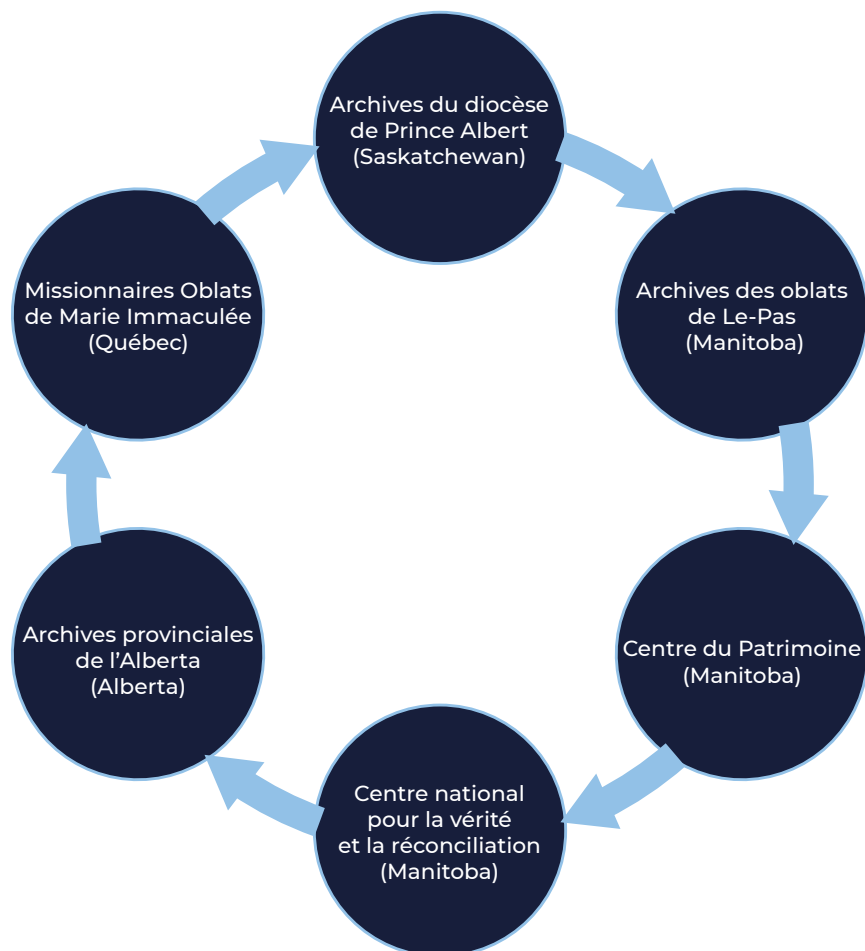 Archives du diocèse
de Prince Albert
(Saskatchewan)
Archives des oblats
de Le-Pas
(Manitoba)
Centre du Patrimoine
(Manitoba)
Centre national
pour la vérité
et la réconciliation
(Manitoba)
Archives provinciales
de l’Alberta
(Alberta)
Missionnaires Oblats
de Marie Immaculée
(Québec)